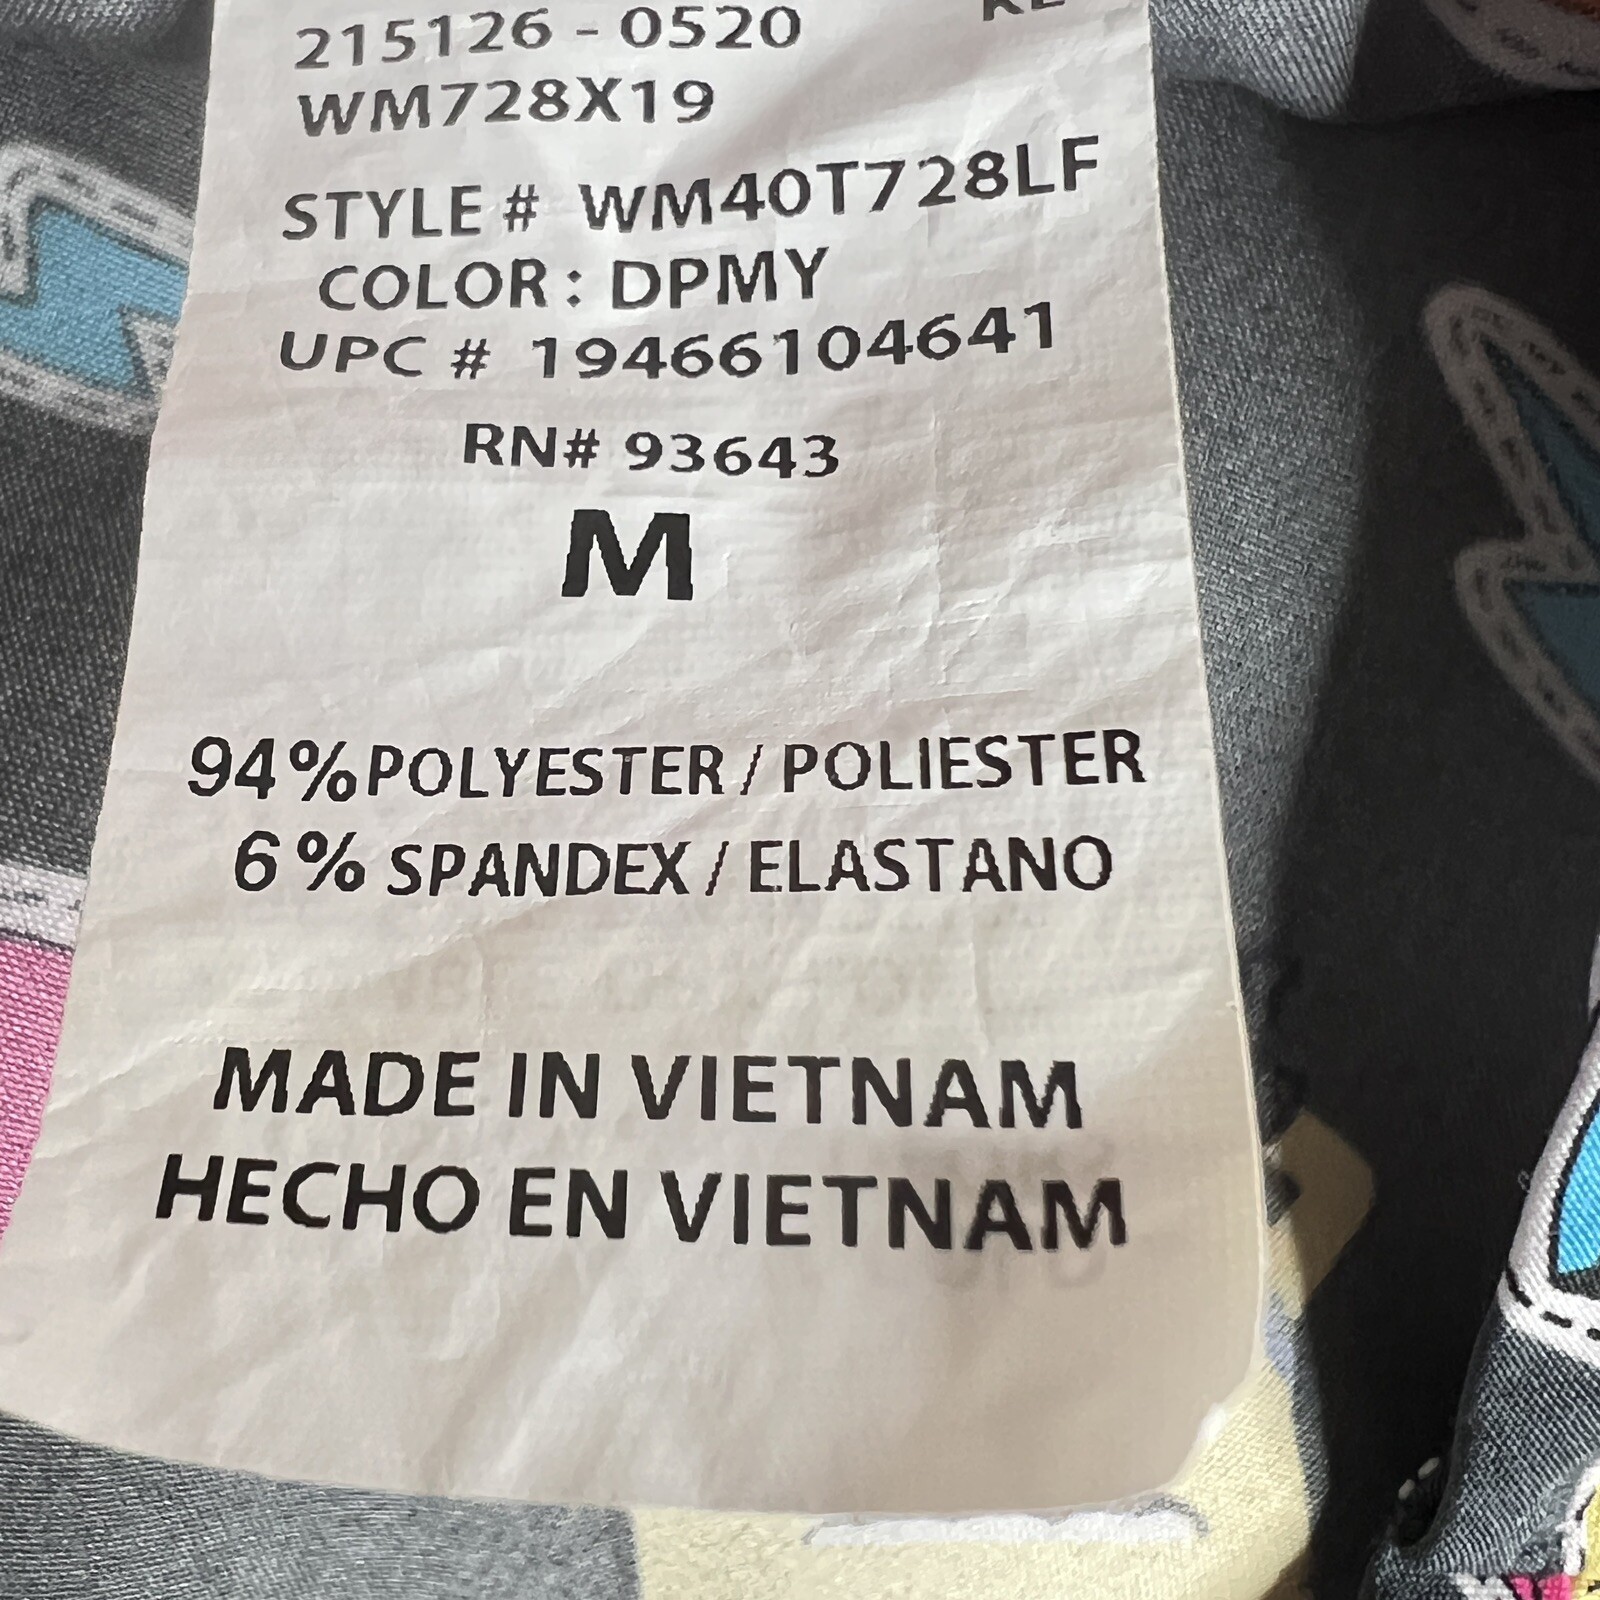 215126 - 0520
WM728X19
STYLE # WM40T728LF
COLOR : DPMY
UPC # 19466104641
RN# 93643
M
94% POLYESTER / POLIESTER
6% SPANDEX / ELASTANO
MADE IN VIETNAM
HECHO EN VIETNAM